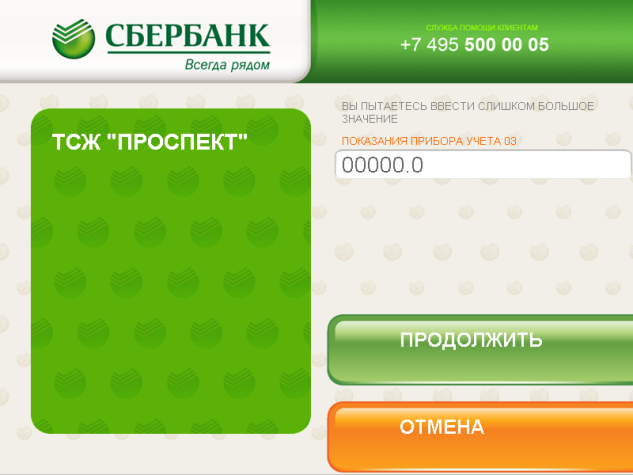 СБЕРБАНК
Всегда рядом
СЛУЖБА ПОМОЩИ КЛИЕНТАМ
+7 495 500 00 05
ТСЖ "ПРОСПЕКТ"
ВЫ ПЫТАЕТЕСЬ ВВЕСТИ СЛИШКОМ БОЛЬШОЕ
ЗНАЧЕНИЕ
ПОКАЗАНИЯ ПРИБОРА УЧЕТА 03
00000.0
ПРОДОЛЖИТЬ
ОТМЕНА